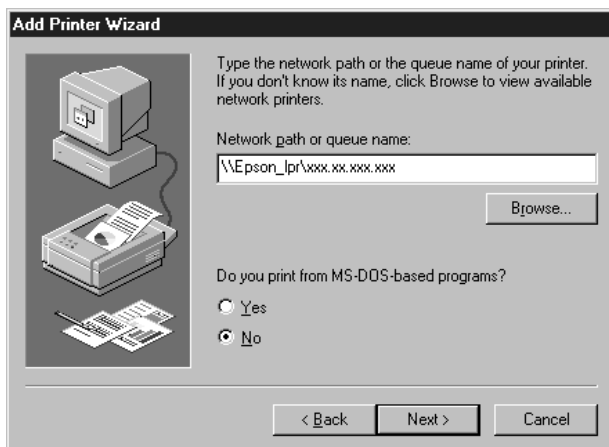 Add Printer Wizard
Type the network path or the queue name of your printer.
If you don't know its name, click Browse to view available
network printers.
Network path or queue name:
\\Epson_lpr\xxx.xx.xxx.xxx
Browse...
Do you print from MS-DOS-based programs?
Yes
No
< Back
Next >
Cancel